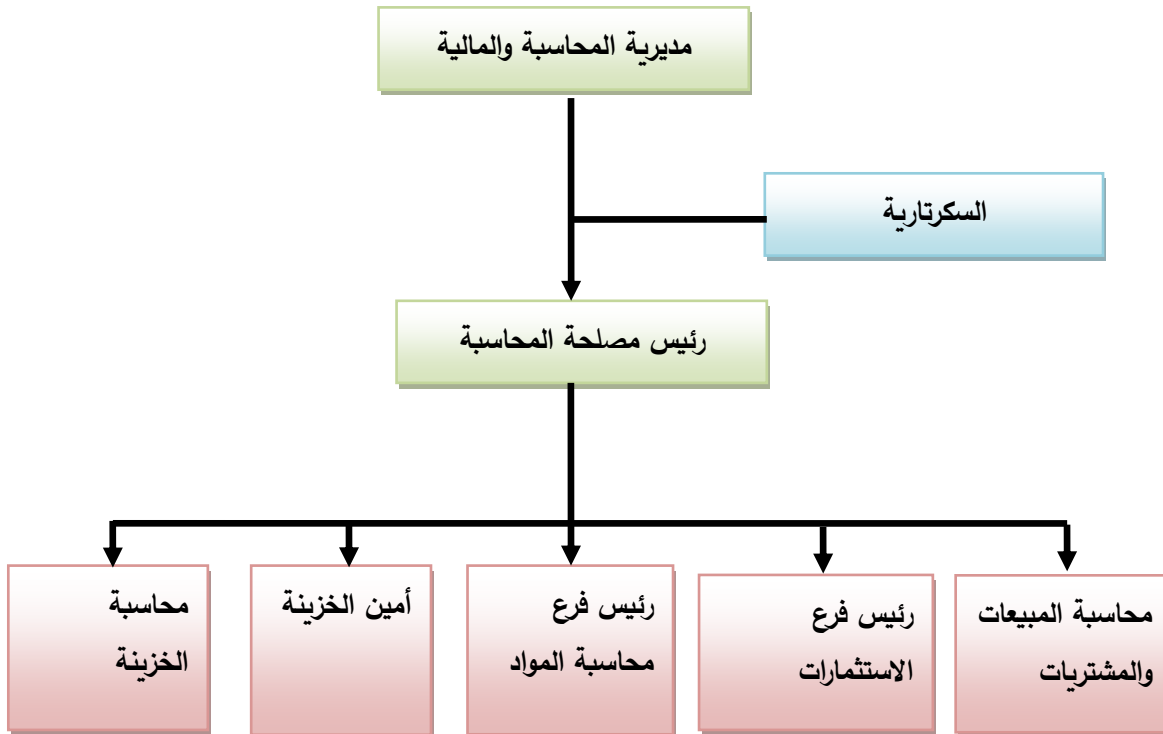 مديرية المحاسبة والمالية
السكرتارية
رئيس مصلحة المحاسبة
محاسبة المبيعات
والمشتريات
رئيس فرع
الاستثمارات
رئيس فرع
محاسبة المواد
أمين الخزينة
محاسبة
الخزينة